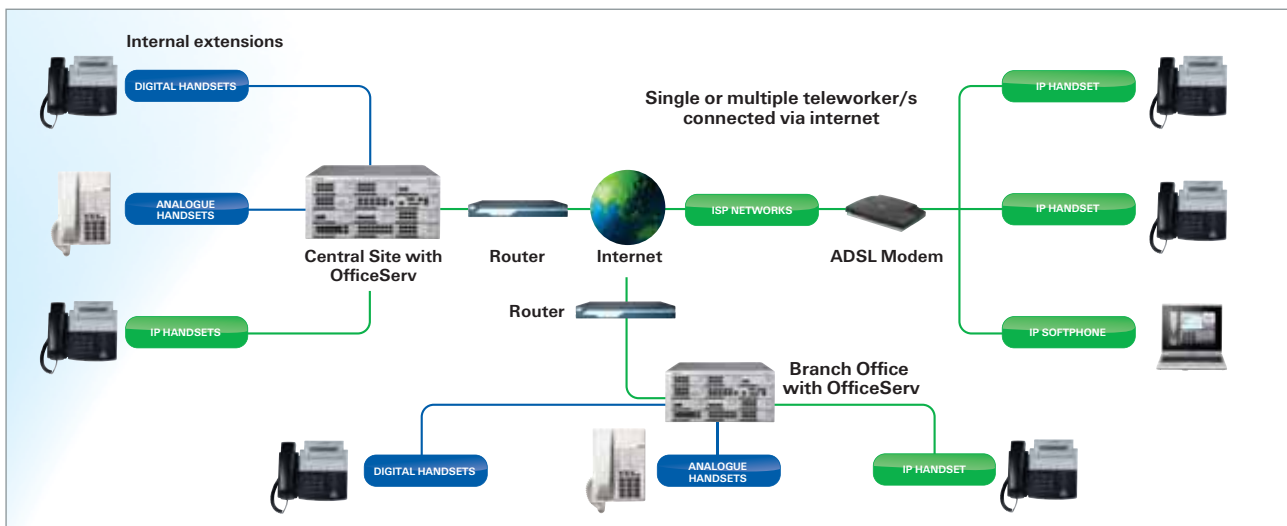 Internal extensions
DIGITAL HANDSETS
ANALOGUE
HANDSETS
IP HANDSETS
Central Site with
OfficeServ
Router
Internet
Router
Single or multiple teleworker/s
connected via internet
ISP NETWORKS
ADSL Modem
IP HANDSET
IP HANDSET
IP SOFTPHONE
Branch Office
with OfficeServ
DIGITAL HANDSETS
ANALOGUE
HANDSETS
IP HANDSET